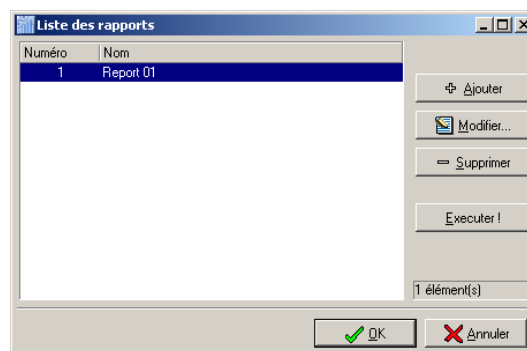 Liste des rapports
Numéro Nom
1 Report 01
Ajouter
Modifier...
Supprimer
Executer !
1 élément(s)
OK Annuler